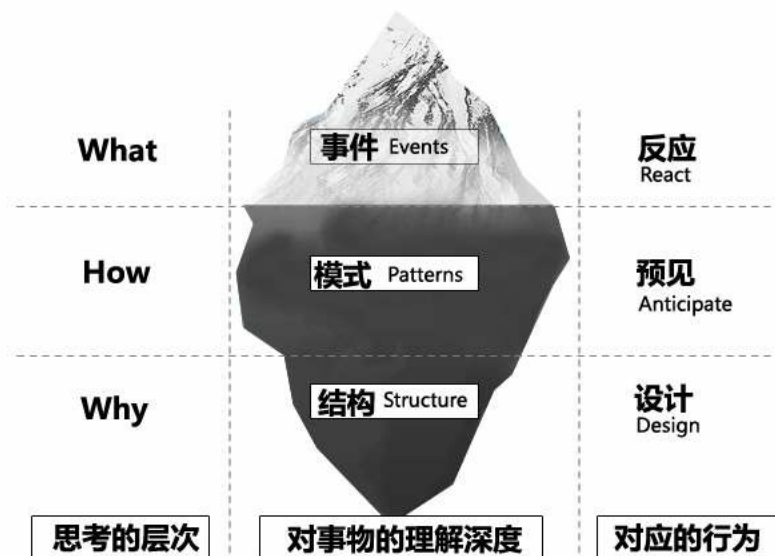 What
事件 Events
反应
React
How
模式 Patterns
预见
Anticipate
Why
结构 Structure
设计
Design
思考的层次
对事物的理解深度
对应的行为